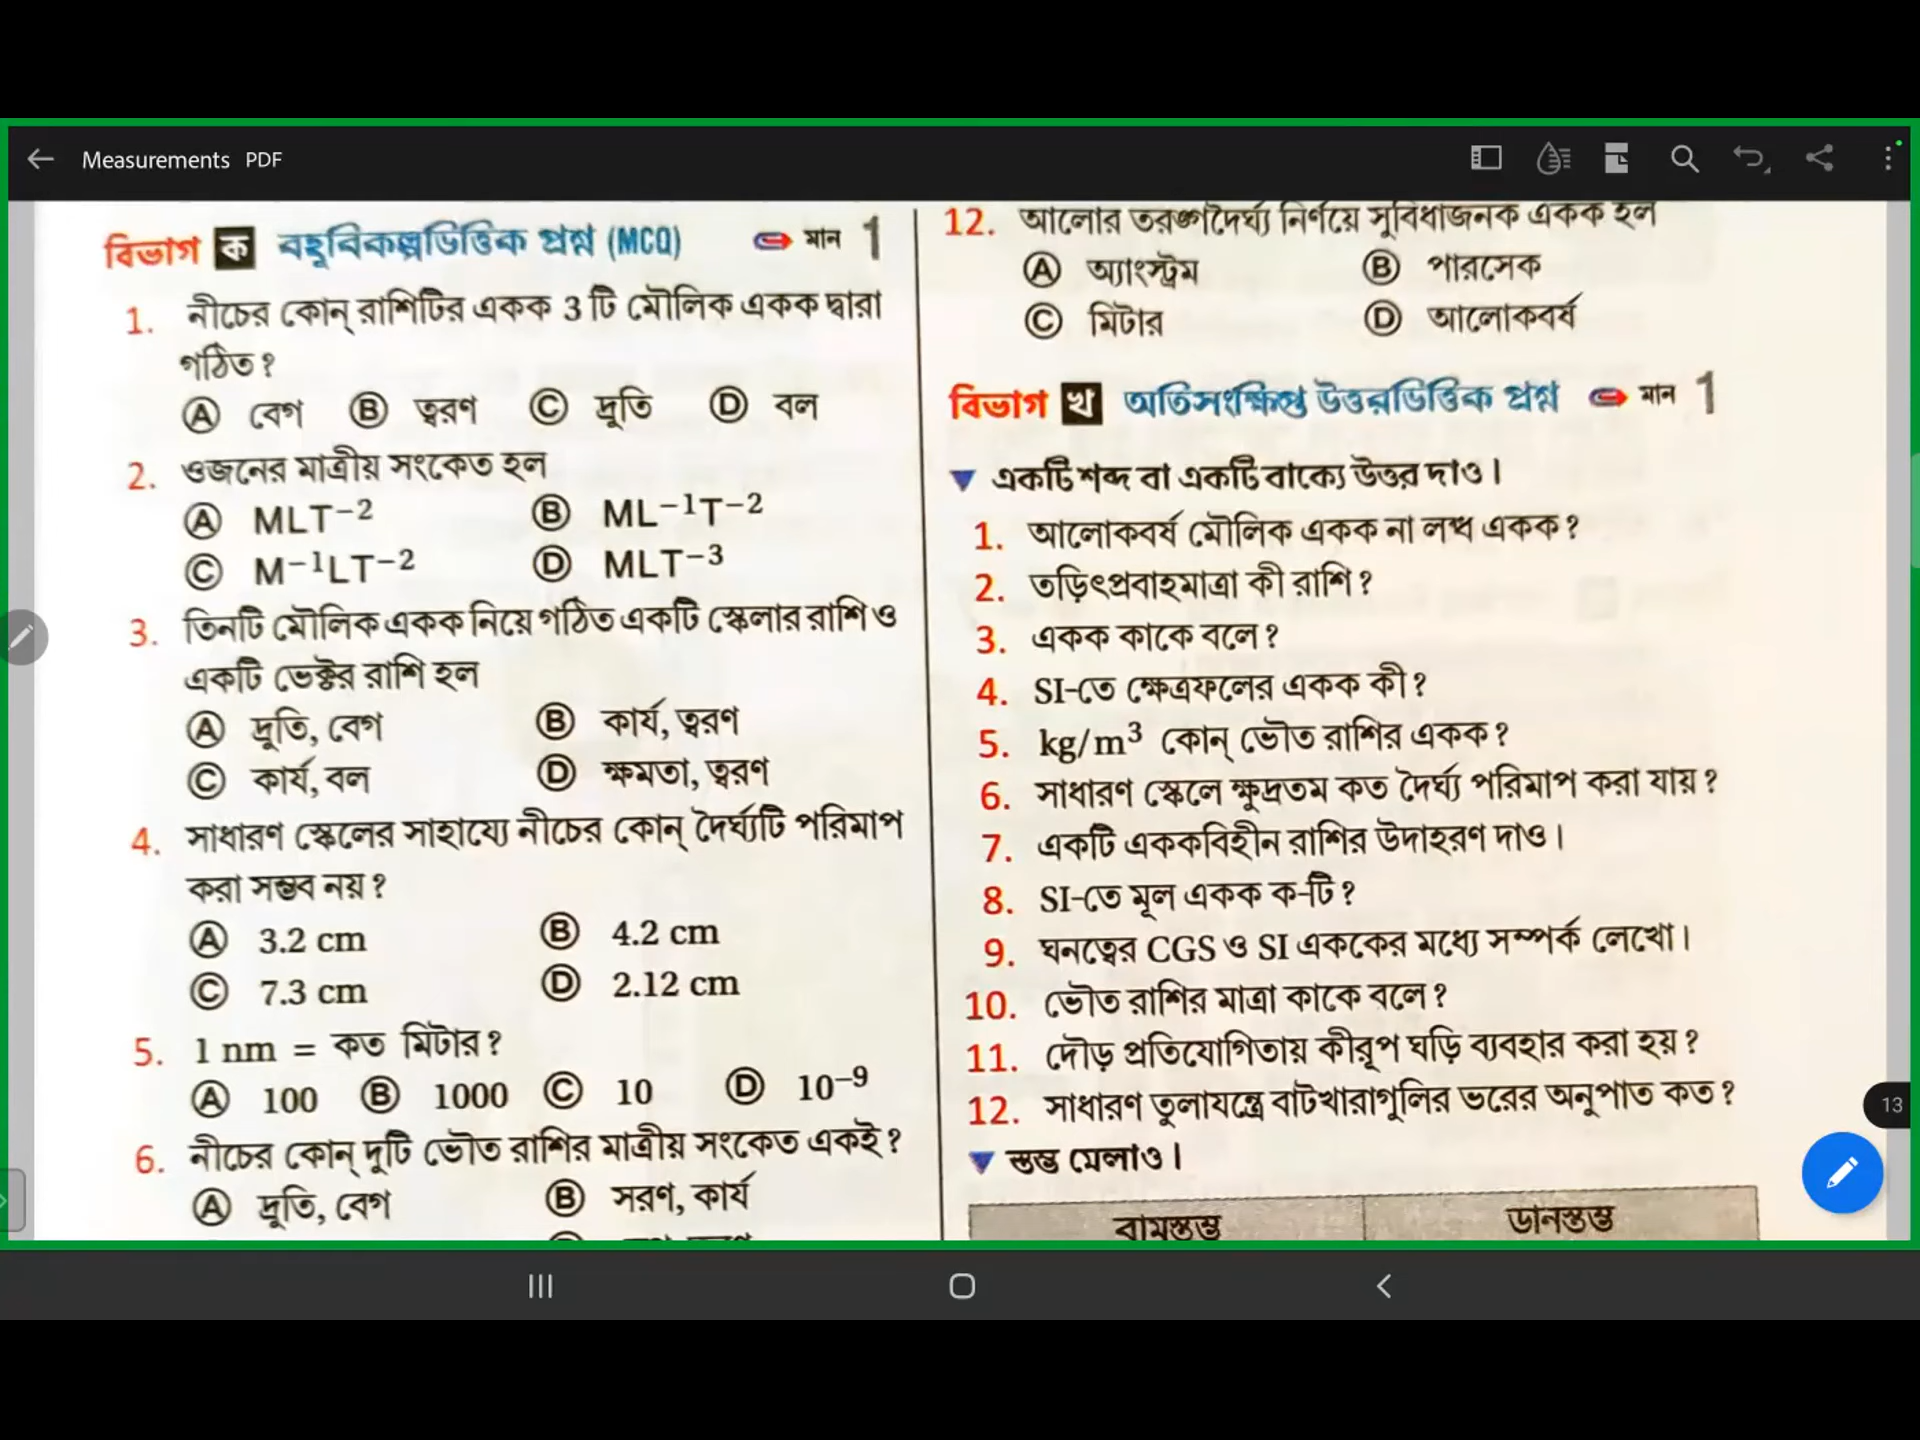 Measurements PDF
বিভাগ ক বহুবিকল্পভিত্তিক প্রশ্ন (MCQ) মান 1
1. নীচের কোন্ রাশিটির একক 3 টি মৌলিক একক দ্বারা
গঠিত?
A বেগ B ত্বরণ C দ্রুতি D বল
2. ওজনের মাত্রীয় সংকেত হল
A MLT⁻² B ML⁻¹T⁻²
C M⁻¹LT⁻² D MLT⁻³
3. তিনটি মৌলিক একক নিয়ে গঠিত একটি স্কেলার রাশি ও
একটি ভেক্টর রাশি হল
A দ্রুতি, বেগ B কার্য, ত্বরণ
C কার্য, বল D ক্ষমতা, ত্বরণ
4. সাধারণ স্কেলের সাহায্যে নীচের কোন্ দৈর্ঘ্যটি পরিমাপ
করা সম্ভব নয়?
A 3.2 cm B 4.2 cm
C 7.3 cm D 2.12 cm
5. 1 nm = কত মিটার?
A 100 B 1000 C 10 D 10⁻⁹
6. নীচের কোন্ দুটি ভৌত রাশির মাত্রীয় সংকেত একই?
A দ্রুতি, বেগ B সরণ, কার্য
12. আলোর তরঙ্গদৈর্ঘ্য নির্ণয়ে সুবিধাজনক একক হল
A অ্যাংস্ট্রম B পারসেক
C মিটার D আলোকবর্ষ
বিভাগ খ অতিসংক্ষিপ্ত উত্তরভিত্তিক প্রশ্ন মান 1
▼ একটি শব্দ বা একটি বাক্যে উত্তর দাও।
1. আলোকবর্ষ মৌলিক একক না লব্ধ একক?
2. তড়িৎপ্রবাহমাত্রা কী রাশি?
3. একক কাকে বলে?
4. SI-তে ক্ষেত্রফলের একক কী?
5. kg/m³ কোন্ ভৌত রাশির একক?
6. সাধারণ স্কেলে ক্ষুদ্রতম কত দৈর্ঘ্য পরিমাপ করা যায়?
7. একটি এককবিহীন রাশির উদাহরণ দাও।
8. SI-তে মূল একক ক-টি?
9. ঘনত্বের CGS ও SI এককের মধ্যে সম্পর্ক লেখো।
10. ভৌত রাশির মাত্রা কাকে বলে?
11. দৌড় প্রতিযোগিতায় কীরূপ ঘড়ি ব্যবহার করা হয়?
12. সাধারণ তুলাযন্ত্রে বাটখারাগুলির ভরের অনুপাত কত?
▼ স্তম্ভ মেলাও।
বামস্তম্ভ ডানস্তম্ভ
13